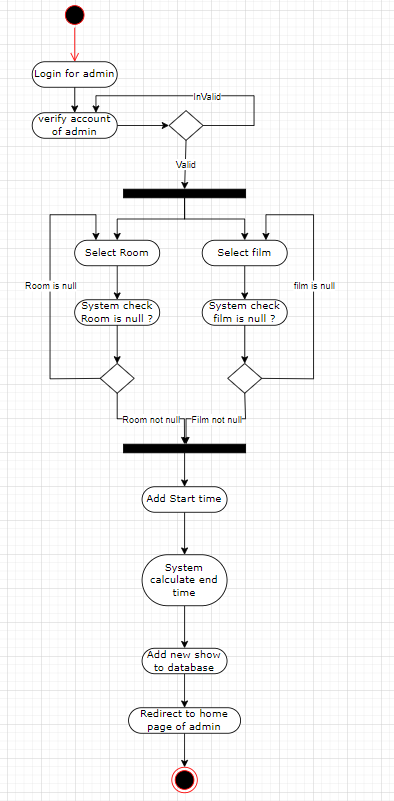 Login for admin
InValid
verify account
of admin
Valid
Select Room
Select film
Room is null
film is null
System check
Room is null ?
System check
film is null ?
Room not null
Film not null
Add Start time
System
calculate end
time
Add new show
to database
Redirect to home
page of admin